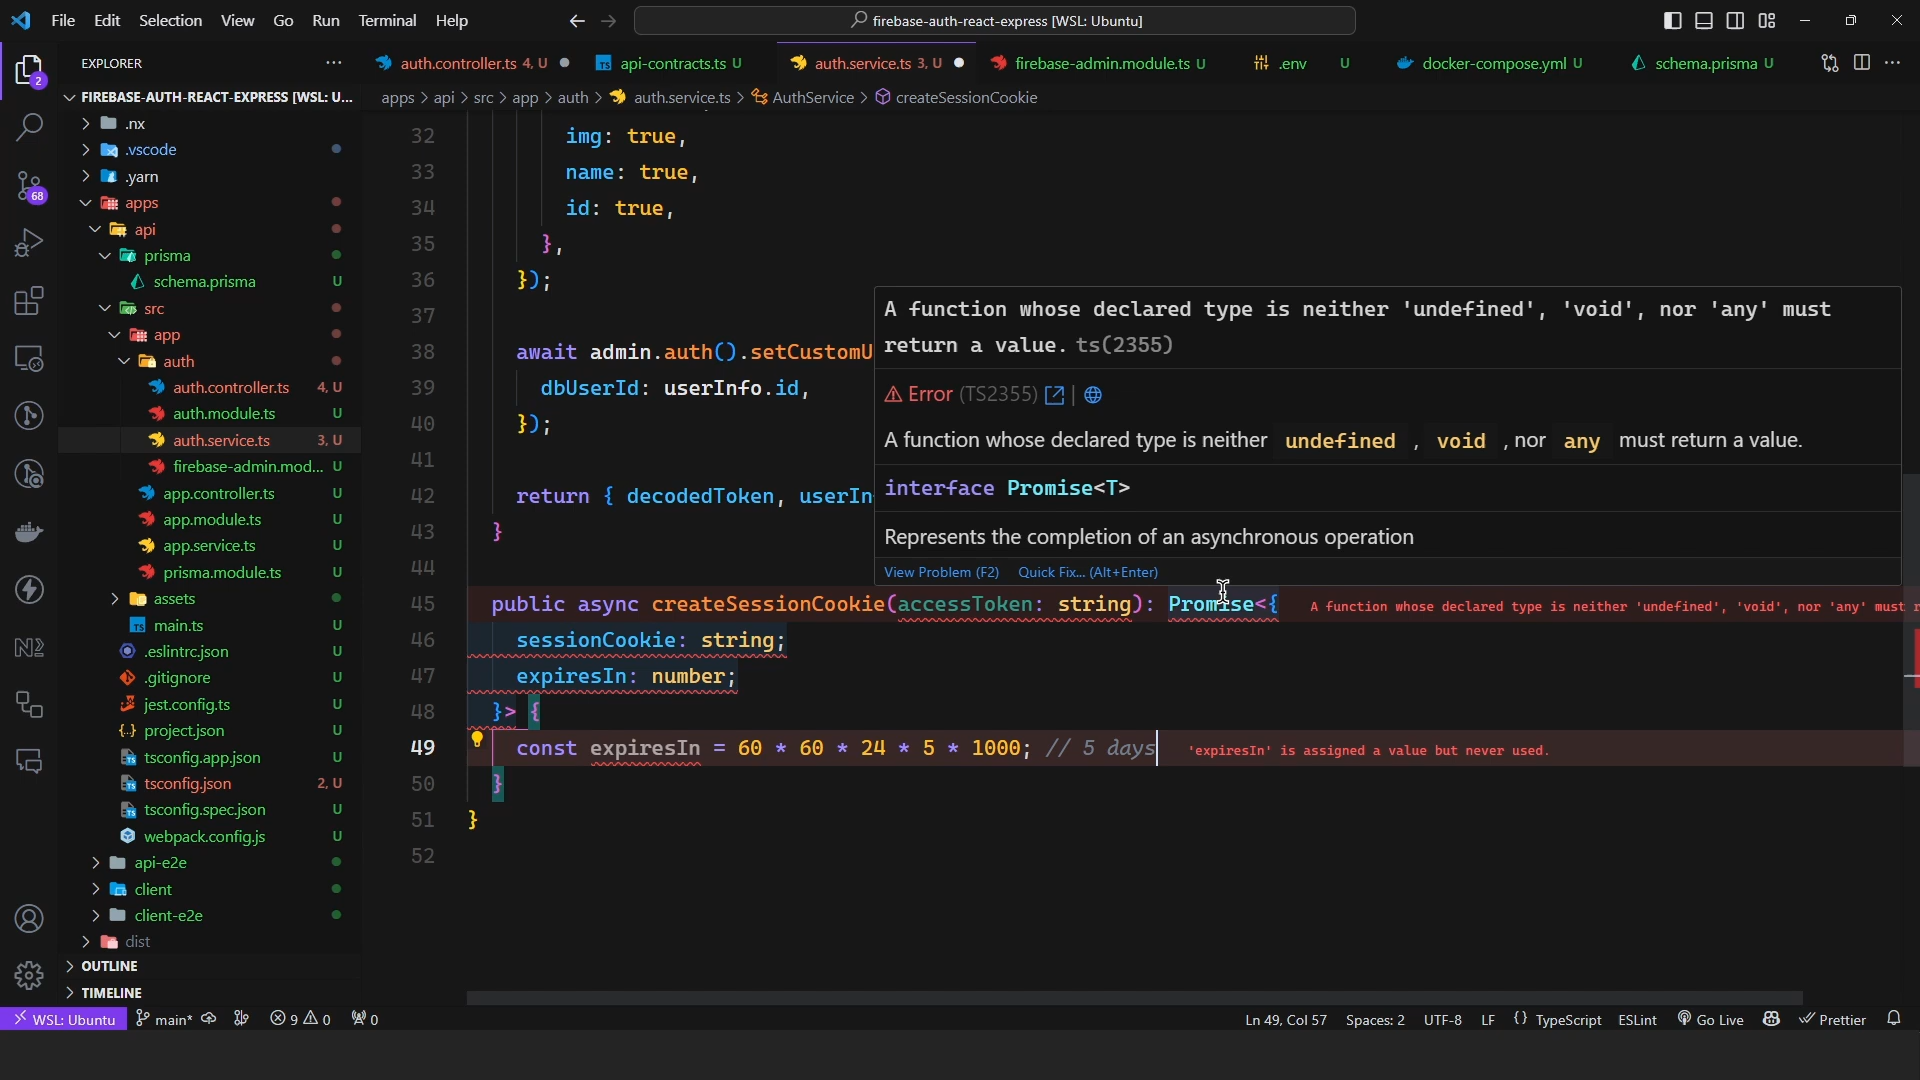 File Edit Selection View Go Run Terminal Help
firebase-auth-react-express [WSL: Ubuntu]
EXPLORER
auth.controller.ts 4, U
api-contracts.ts U
auth.service.ts 3, U
firebase-admin.module.ts U
.env U
docker-compose.yml U
schema.prisma U
FIREBASE-AUTH-REACT-EXPRESS [WSL: U...
apps > api > src > app > auth > auth.service.ts > AuthService > createSessionCookie
2
68
.nx
.vscode
.yarn
apps
api
prisma
schema.prisma U
src
app
auth
auth.controller.ts 4, U
auth.module.ts U
auth.service.ts 3, U
firebase-admin.mod... U
app.controller.ts U
app.module.ts U
app.service.ts U
prisma.module.ts U
assets
main.ts U
.eslintrc.json U
.gitignore U
jest.config.ts U
project.json U
tsconfig.app.json U
tsconfig.json 2, U
tsconfig.spec.json U
webpack.config.js U
api-e2e
client
client-e2e
dist
OUTLINE
TIMELINE
32 img: true,
33 name: true,
34 id: true,
35 },
36 });
37
38 await admin.auth().setCustomU
39 dbUserId: userInfo.id,
40 });
41
42 return { decodedToken, userIn
43 }
44
45 public async createSessionCookie(accessToken: string): Promise<{ A function whose declared type is neither 'undefined', 'void', nor 'any' must r
46 sessionCookie: string;
47 expiresIn: number;
48 }> {
49 const expiresIn = 60 * 60 * 24 * 5 * 1000; // 5 days 'expiresIn' is assigned a value but never used.
50 }
51 }
52
A function whose declared type is neither 'undefined', 'void', nor 'any' must
return a value. ts(2355)
Error (TS2355) |
A function whose declared type is neither undefined , void , nor any must return a value.
interface Promise<T>
Represents the completion of an asynchronous operation
View Problem (F2) Quick Fix... (Alt+Enter)
WSL: Ubuntu main* 9 0 0
Ln 49, Col 57 Spaces: 2 UTF-8 LF {} TypeScript ESLint Go Live Prettier